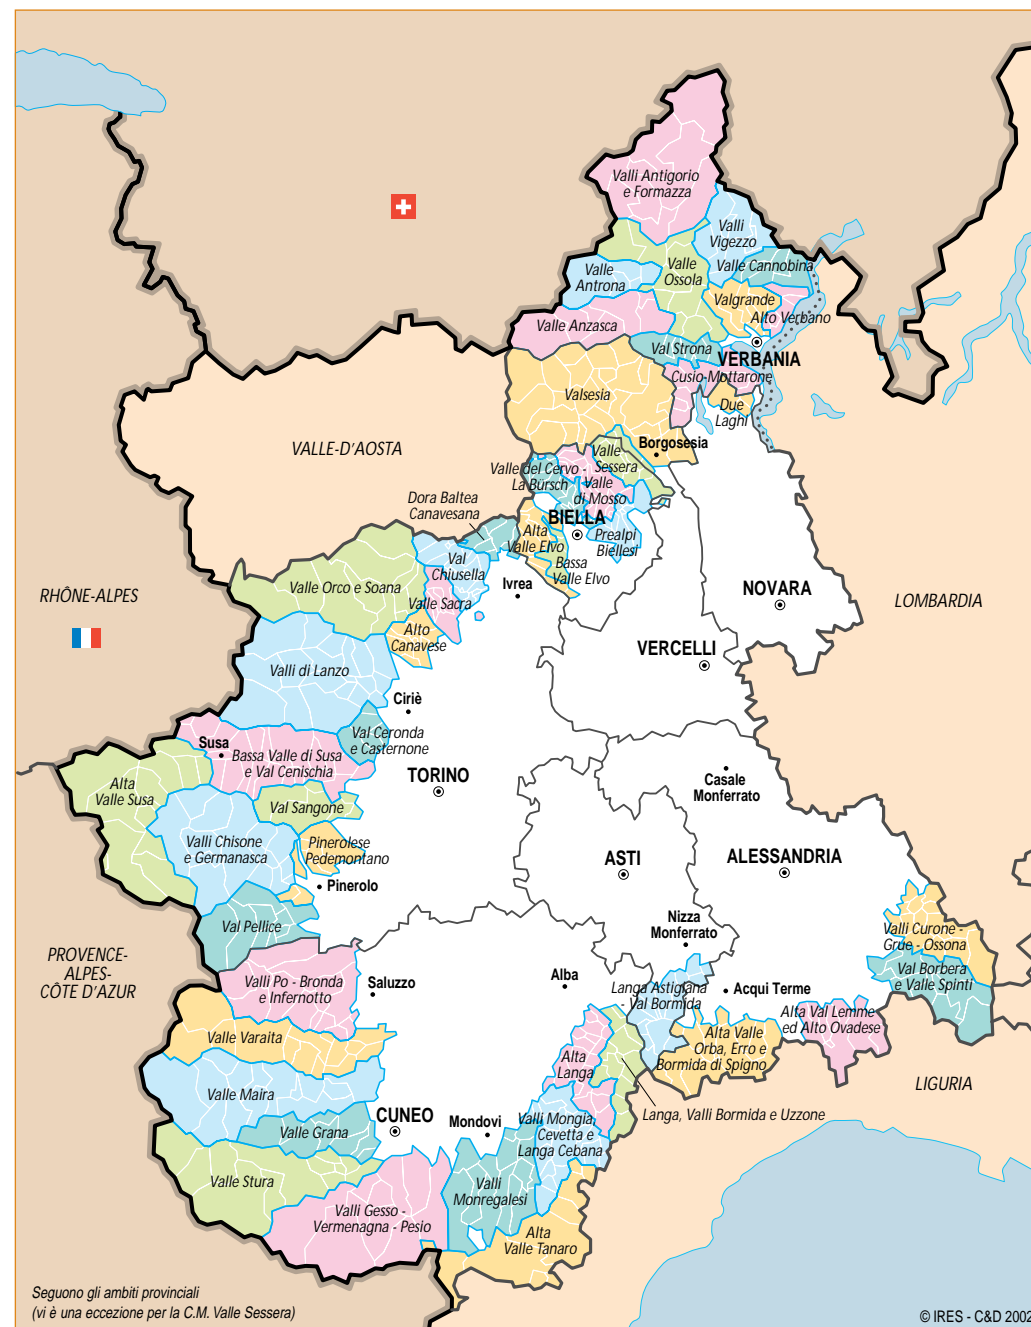 Valli Antigorio
e Formazza
Valli
Vigezzo
Valle
Ossola
Valle Cannobina
Valle
Antrona
Valgrande
Alto Verbano
Valle Anzasca
Val Strona
VERBANIA
Cusio-Mottarone
Valsesia
Due
Laghi
Borgosesia
VALLE-D'AOSTA
Valle
Sessera
Valle del Cervo -
La Bürsch
Valle
di Mosso
Dora Baltea
Canavesana
BIELLA
Alta
Valle Elvo
Prealpi
Biellesi
Bassa
Valle Elvo
Val
Chiusella
Ivrea
Valle Orco e Soana
Valle Sacra
RHÔNE-ALPES
NOVARA
LOMBARDIA
Alto
Canavese
VERCELLI
Valli di Lanzo
Ciriè
Val Ceronda
e Casternone
Susa
Bassa Valle di Susa
e Val Cenischia
TORINO
Casale
Monferrato
Alta
Valle Susa
Val Sangone
Valli Chisone
e Germanasca
Pinerolese
Pedemontano
ASTI
ALESSANDRIA
Pinerolo
Val Pellice
Nizza
Monferrato
Valli Curone -
Grue - Ossona
PROVENCE-
ALPES-
CÔTE D'AZUR
Valli Po - Bronda
e Infernotto
Saluzzo
Alba
Langa Astigiana
- Val Bormida
Acqui Terme
Val Borbera
e Valle Spinti
Alta Val Lemme
ed Alto Ovadese
Valle Varaita
Alta Valle
Orba, Erro e
Bormida di Spigno
Alta
Langa
LIGURIA
Valle Maira
Langa, Valli Bormida e Uzzone
CUNEO
Mondovì
Valli Mongia,
Cevetta e
Langa Cebana
Valle Grana
Valle Stura
Valli
Monregalesi
Valli Gesso -
Vermenagna - Pesio
Alta
Valle Tanaro
Seguono gli ambiti provinciali
(vi è una eccezione per la C.M. Valle Sessera)
© IRES - C&D 2002